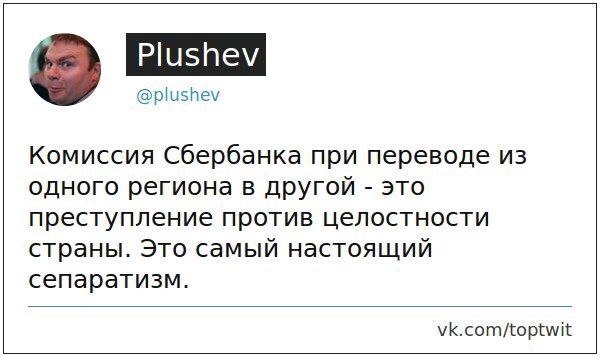 Plushev
@plushev
Комиссия Сбербанка при переводе из
одного региона в другой - это
преступление против целостности
страны. Это самый настоящий
сепаратизм.
vk.com/toptwit